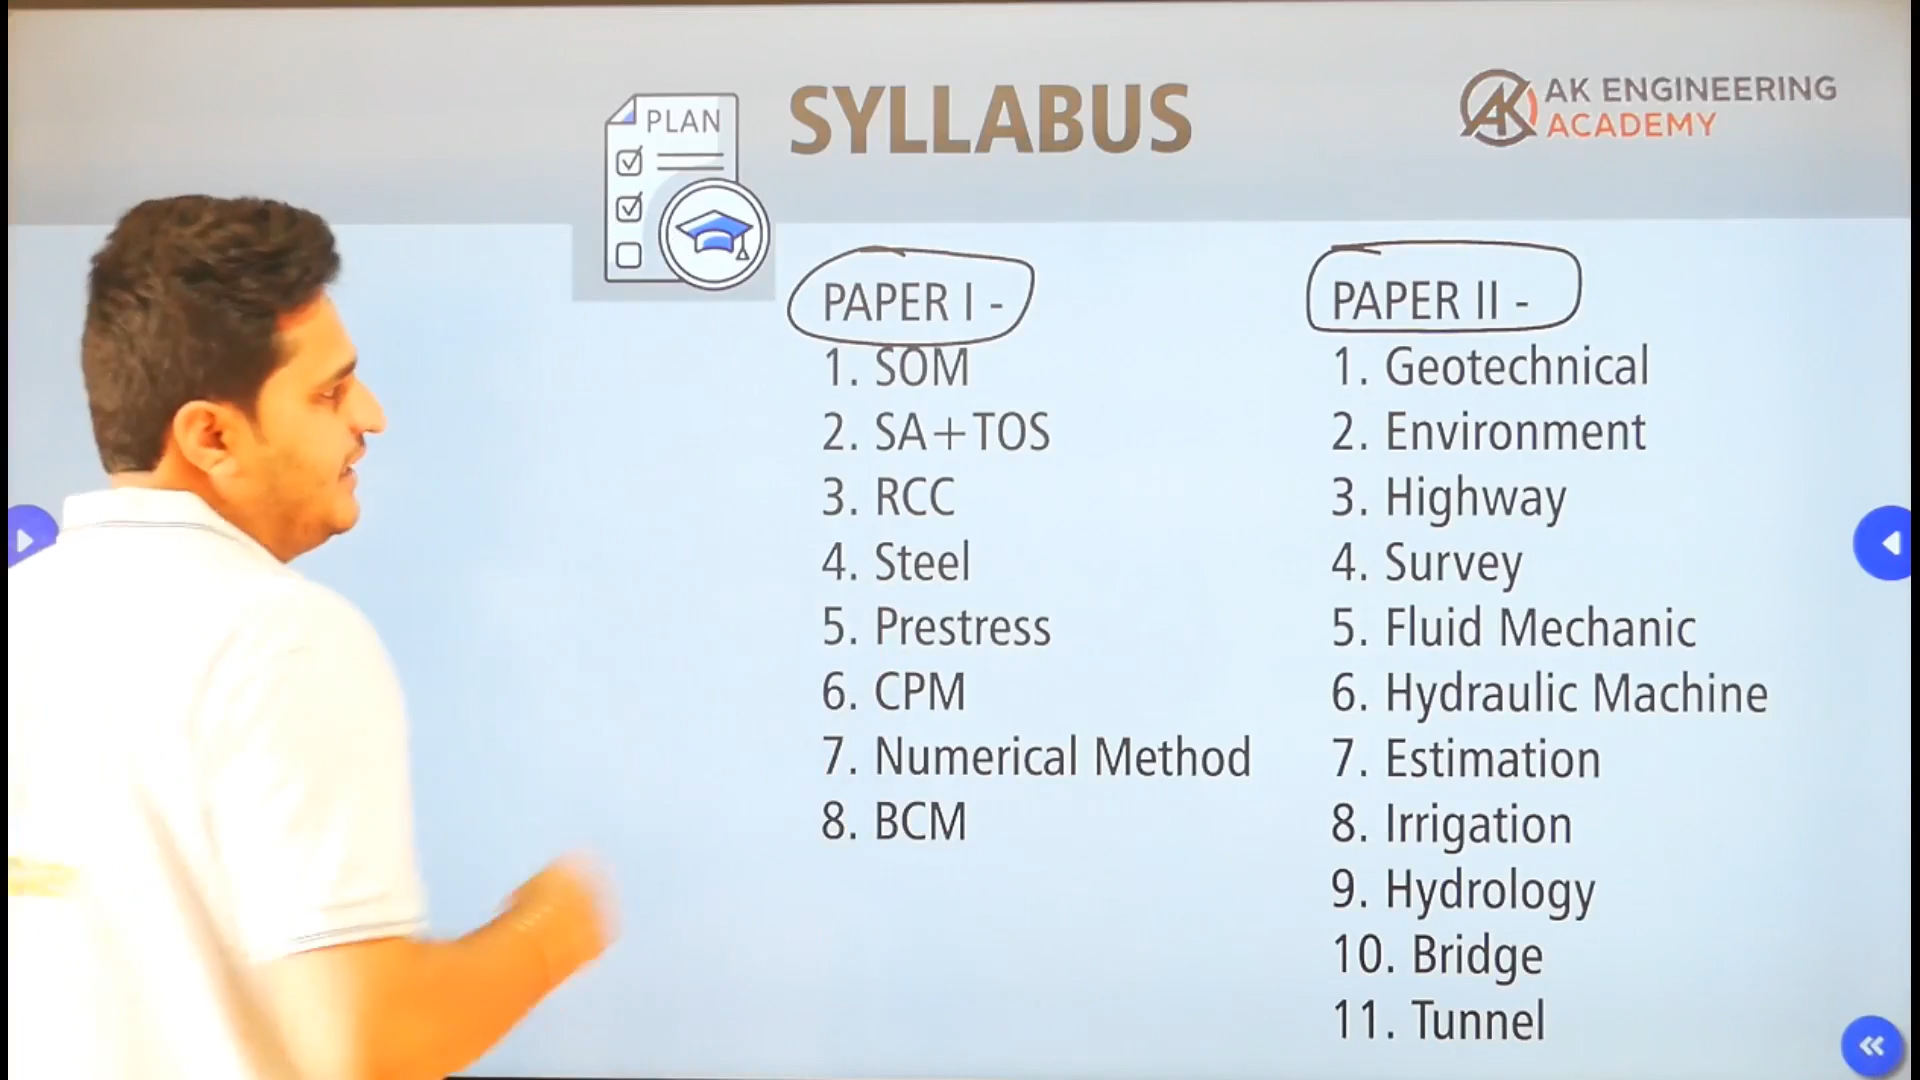 PLAN
SYLLABUS
AK ENGINEERING
ACADEMY
PAPER I -
1. SOM
2. SA+TOS
3. RCC
4. Steel
5. Prestress
6. CPM
7. Numerical Method
8. BCM
PAPER II -
1. Geotechnical
2. Environment
3. Highway
4. Survey
5. Fluid Mechanic
6. Hydraulic Machine
7. Estimation
8. Irrigation
9. Hydrology
10. Bridge
11. Tunnel